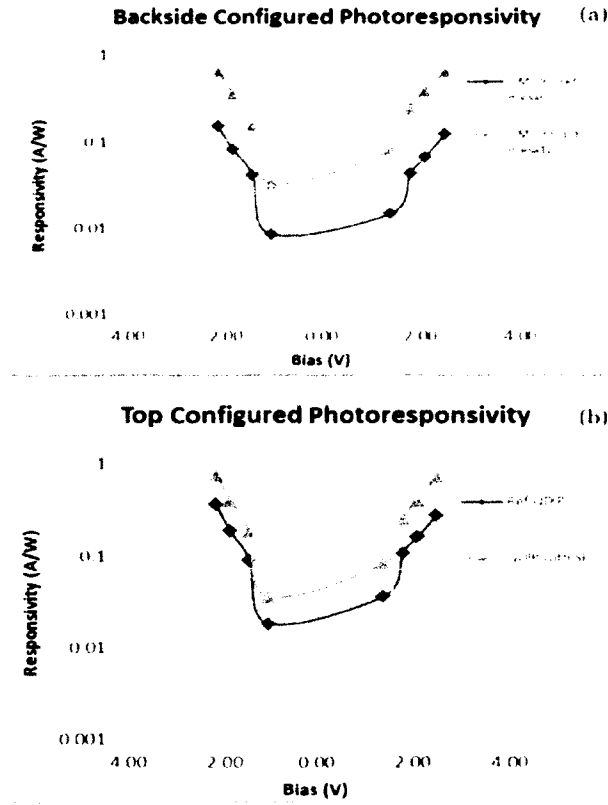 Backside Configured Photoresponsivity (a)
1
0.1
0.01
0.001
4.00 2.00 0.00 2.00 4.00
Responsivity (A/W)
Bias (V)
Top Configured Photoresponsivity (b)
1
0.1
0.01
0.001
4.00 2.00 0.00 2.00 4.00
Responsivity (A/W)
Bias (V)